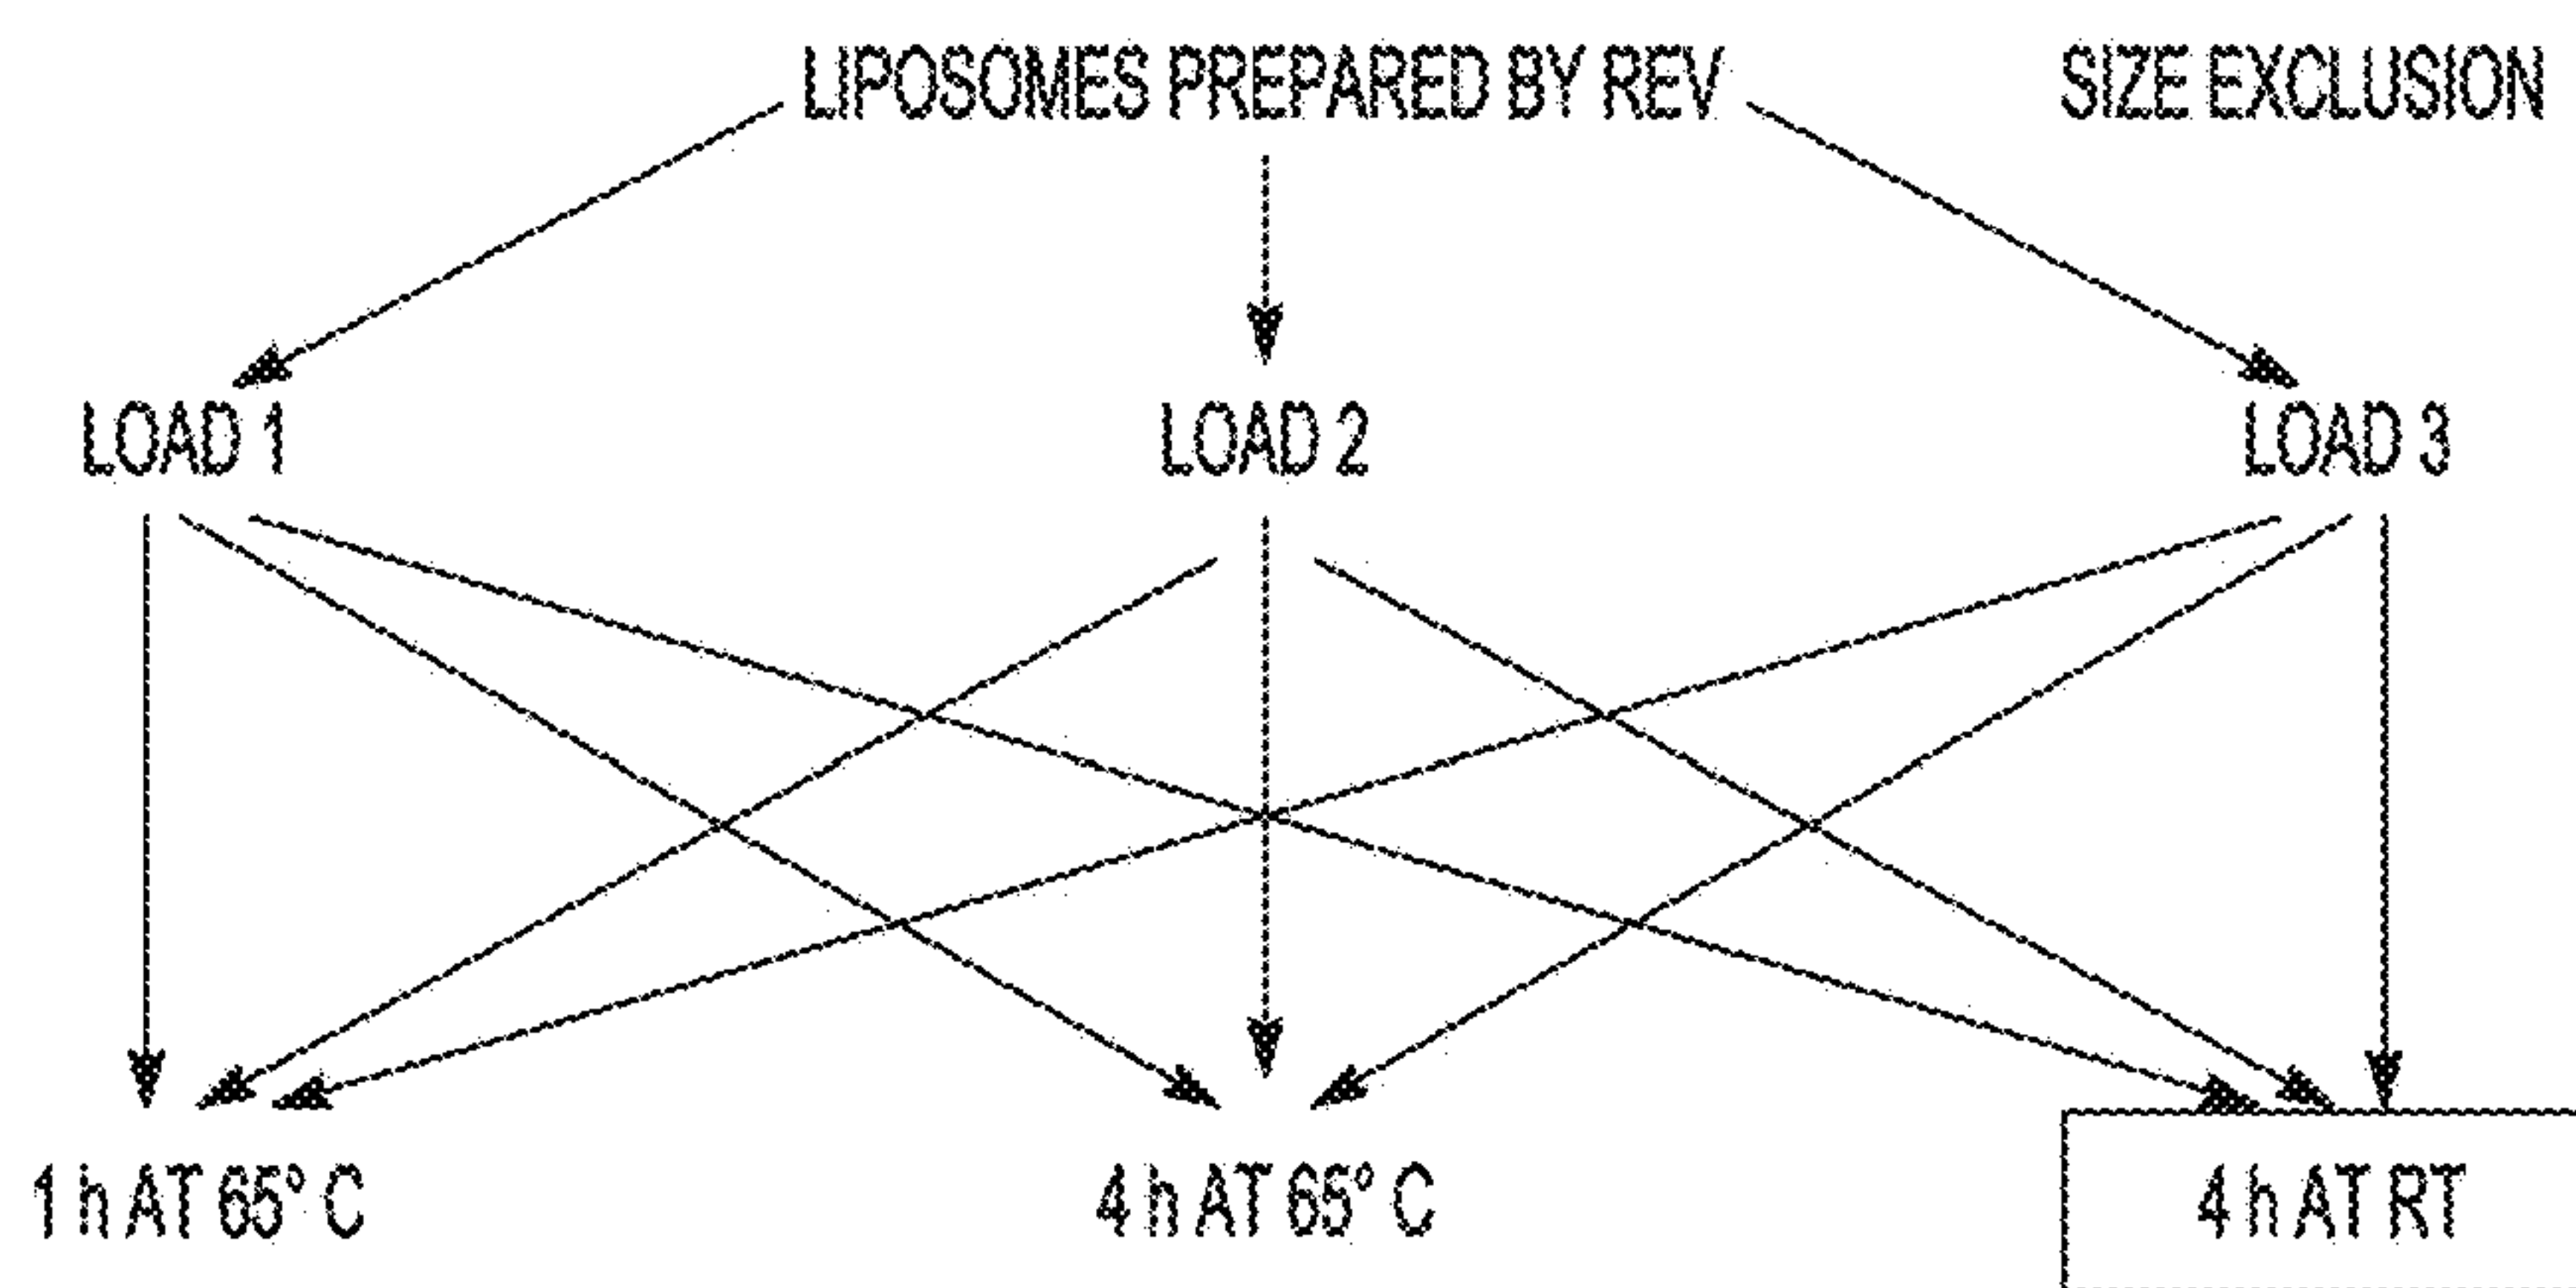 LIPOSOMES PREPARED BY REV
SIZE EXCLUSION
LOAD 1
LOAD 2
LOAD 3
1 h AT 65° C
4 h AT 65° C
4 h AT RT